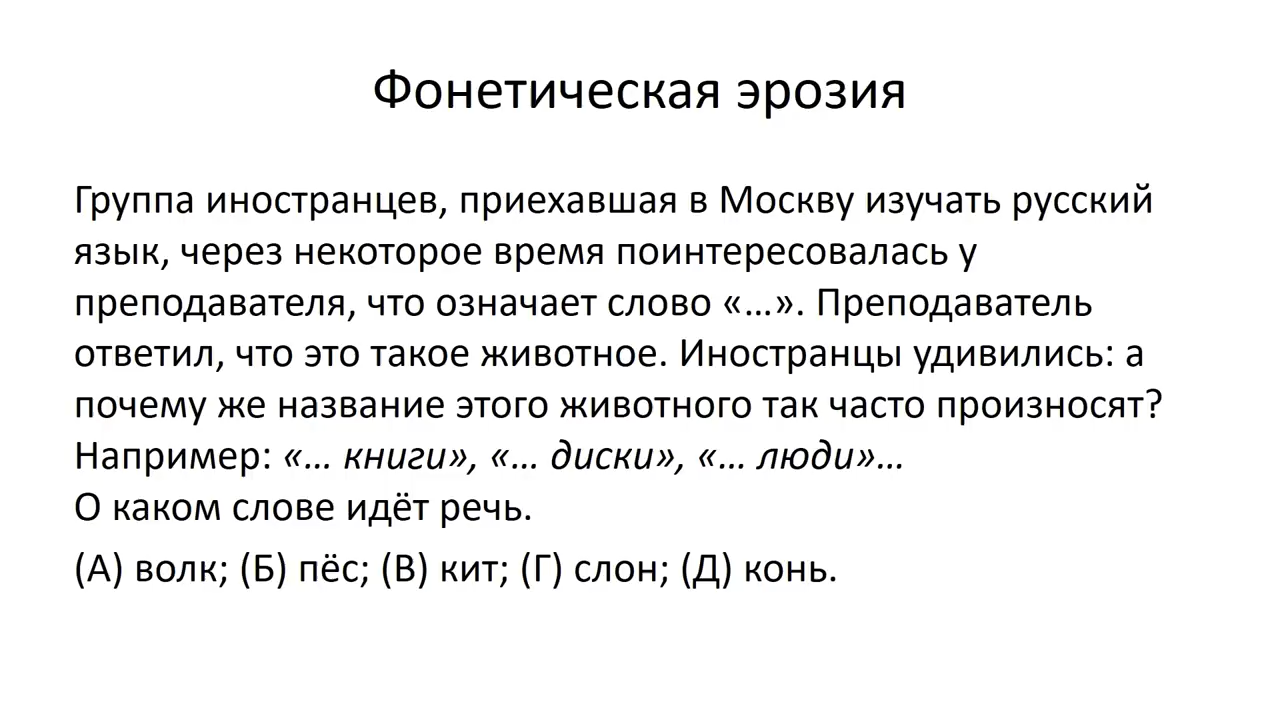 Фонетическая эрозия
Группа иностранцев, приехавшая в Москву изучать русский
язык, через некоторое время поинтересовалась у
преподавателя, что означает слово «…». Преподаватель
ответил, что это такое животное. Иностранцы удивились: а
почему же название этого животного так часто произносят?
Например: «… книги», «… диски», «… люди»…
О каком слове идёт речь.
(А) волк; (Б) пёс; (В) кит; (Г) слон; (Д) конь.